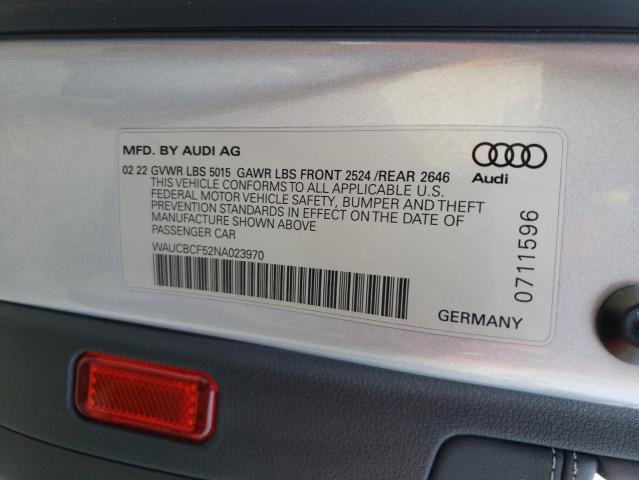 MFD. BY AUDI AG
02 22 GVWR LBS 5015 GAWR LBS FRONT 2524 /REAR 2646
THIS VEHICLE CONFORMS TO ALL APPLICABLE U.S.
FEDERAL MOTOR VEHICLE SAFETY, BUMPER AND THEFT
PREVENTION STANDARDS IN EFFECT ON THE DATE OF
MANUFACTURE SHOWN ABOVE
PASSENGER CAR
WAUCBCF52NA023970
Audi
0711596
GERMANY